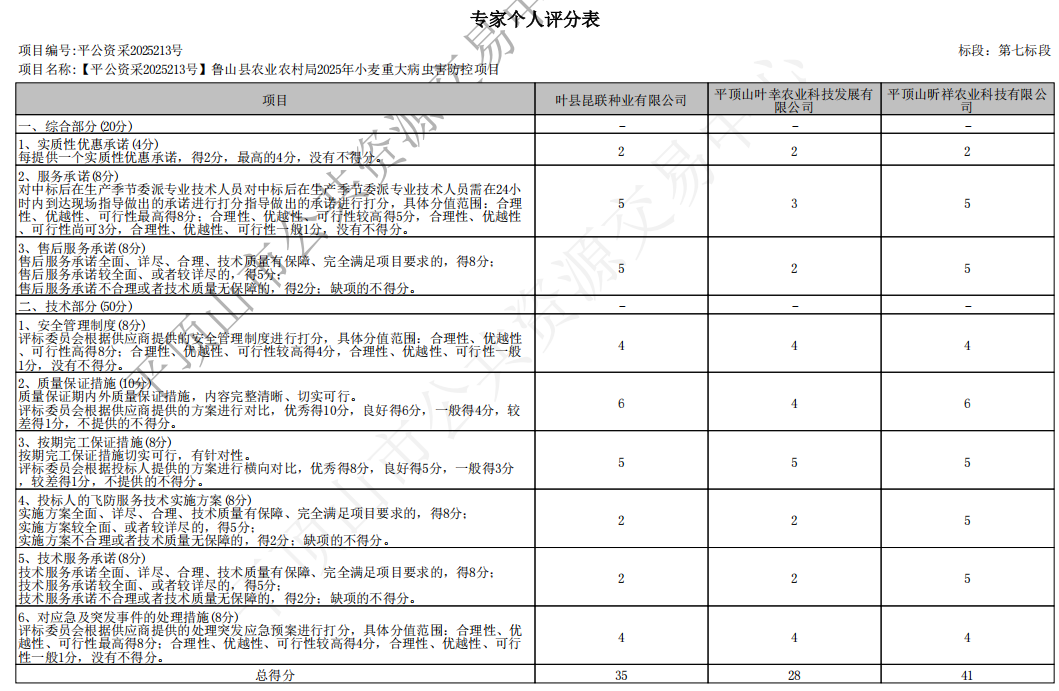 专家个人评分表
项目编号:平公资采2025213号
标段：第七标段
项目名称:【平公资采2025213号】鲁山县农业农村局2025年小麦重大病虫害防控项目
项目 叶县昆联种业有限公司 平顶山叶幸农业科技发展有限公司 平顶山昕祥农业科技有限公司
一、综合部分(20分) - - -
1、实质性优惠承诺(4分)
每提供一个实质性优惠承诺，得2分，最高的4分，没有不得分。
2 2 2
2、服务承诺(8分)
对中标后在生产季节委派专业技术人员对中标后在生产季节委派专业技术人员需在24小
时内到达现场指导做出的承诺进行打分指导做出的承诺进行打分，具体分值范围：合理
性、优越性、可行性最高得8分；合理性、优越性、可行性较高得5分，合理性、优越性
、可行性尚可3分，合理性、优越性、可行性一般1分，没有不得分。
5 3 5
3、售后服务承诺(8分)
售后服务承诺全面、详尽、合理、技术质量有保障、完全满足项目要求的，得8分；
售后服务承诺较全面、或者较详尽的，得5分；
售后服务承诺不合理或者技术质量无保障的，得2分；缺项的不得分。
5 2 5
二、技术部分(50分) - - -
1、安全管理制度(8分)
评标委员会根据供应商提供的安全管理制度进行打分，具体分值范围：合理性、优越性
、可行性高得8分；合理性、优越性、可行性较高得4分，合理性、优越性、可行性一般
1分，没有不得分。
4 4 4
2、质量保证措施(10分)
质量保证期内外质量保证措施，内容完整清晰、切实可行。
评标委员会根据供应商提供的方案进行对比，优秀得10分，良好得6分，一般得4分，较
差得1分，不提供的不得分。
6 4 6
3、按期完工保证措施(8分)
按期完工保证措施切实可行，有针对性。
评标委员会根据投标人提供的方案进行横向对比，优秀得8分，良好得5分，一般得3分
，较差得1分，不提供的不得分。
5 5 5
4、投标人的飞防服务技术实施方案(8分)
实施方案全面、详尽、合理、技术质量有保障、完全满足项目要求的，得8分；
实施方案较全面、或者较详尽的，得5分；
实施方案不合理或者技术质量无保障的，得2分；缺项的不得分。
2 2 5
5、技术服务承诺(8分)
技术服务承诺全面、详尽、合理、技术质量有保障、完全满足项目要求的，得8分；
技术服务承诺较全面、或者较详尽的，得5分；
技术服务承诺不合理或者技术质量无保障的，得2分；缺项的不得分。
2 2 5
6、对应急及突发事件的处理措施(8分)
评标委员会根据供应商提供的处理突发应急预案进行打分，具体分值范围：合理性、优
越性、可行性最高得8分；合理性、优越性、可行性较高得4分，合理性、优越性、可行
性一般1分，没有不得分。
4 4 4
总得分 35 28 41
平顶山市公共资源交易中
平顶山市公共资源交易中心